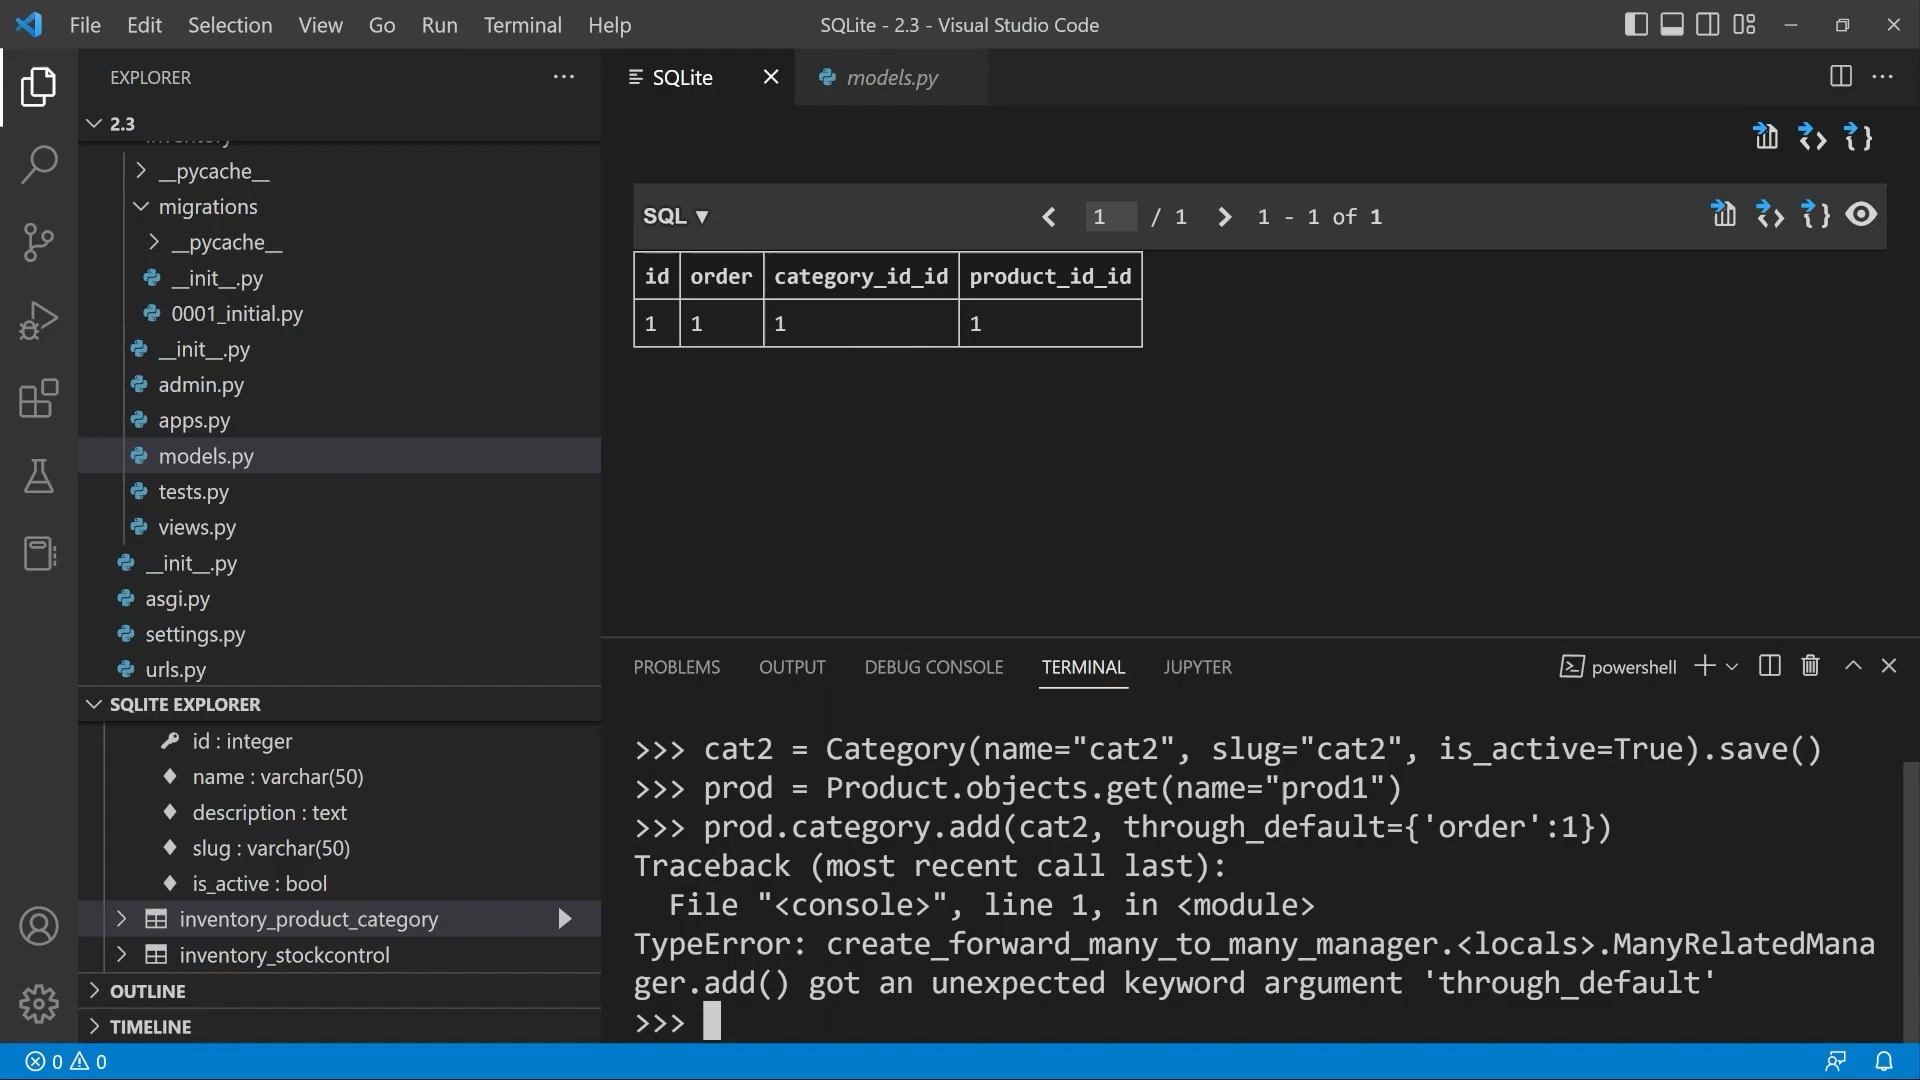 File Edit Selection View Go Run Terminal Help
SQLite - 2.3 - Visual Studio Code
EXPLORER
2.3
inventory
__pycache__
migrations
__pycache__
__init__.py
0001_initial.py
__init__.py
admin.py
apps.py
models.py
tests.py
views.py
__init__.py
asgi.py
settings.py
urls.py
SQLITE EXPLORER
id : integer
name : varchar(50)
description : text
slug : varchar(50)
is_active : bool
inventory_product_category
inventory_stockcontrol
OUTLINE
TIMELINE
SQLite models.py
SQL ▼ 1 / 1 1 - 1 of 1
id order category_id_id product_id_id
1 1 1 1
PROBLEMS OUTPUT DEBUG CONSOLE TERMINAL JUPYTER powershell
>>> cat2 = Category(name="cat2", slug="cat2", is_active=True).save()
>>> prod = Product.objects.get(name="prod1")
>>> prod.category.add(cat2, through_default={'order':1})
Traceback (most recent call last):
File "<console>", line 1, in <module>
TypeError: create_forward_many_to_many_manager.<locals>.ManyRelatedMana
ger.add() got an unexpected keyword argument 'through_default'
>>>
0 0